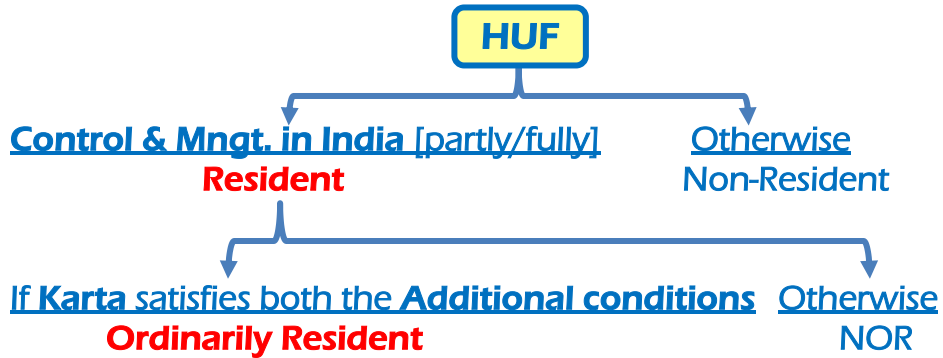 HUF
Control & Mngt. in India [partly/fully] Otherwise
Resident Non-Resident
If Karta satisfies both the Additional conditions Otherwise
Ordinarily Resident NOR